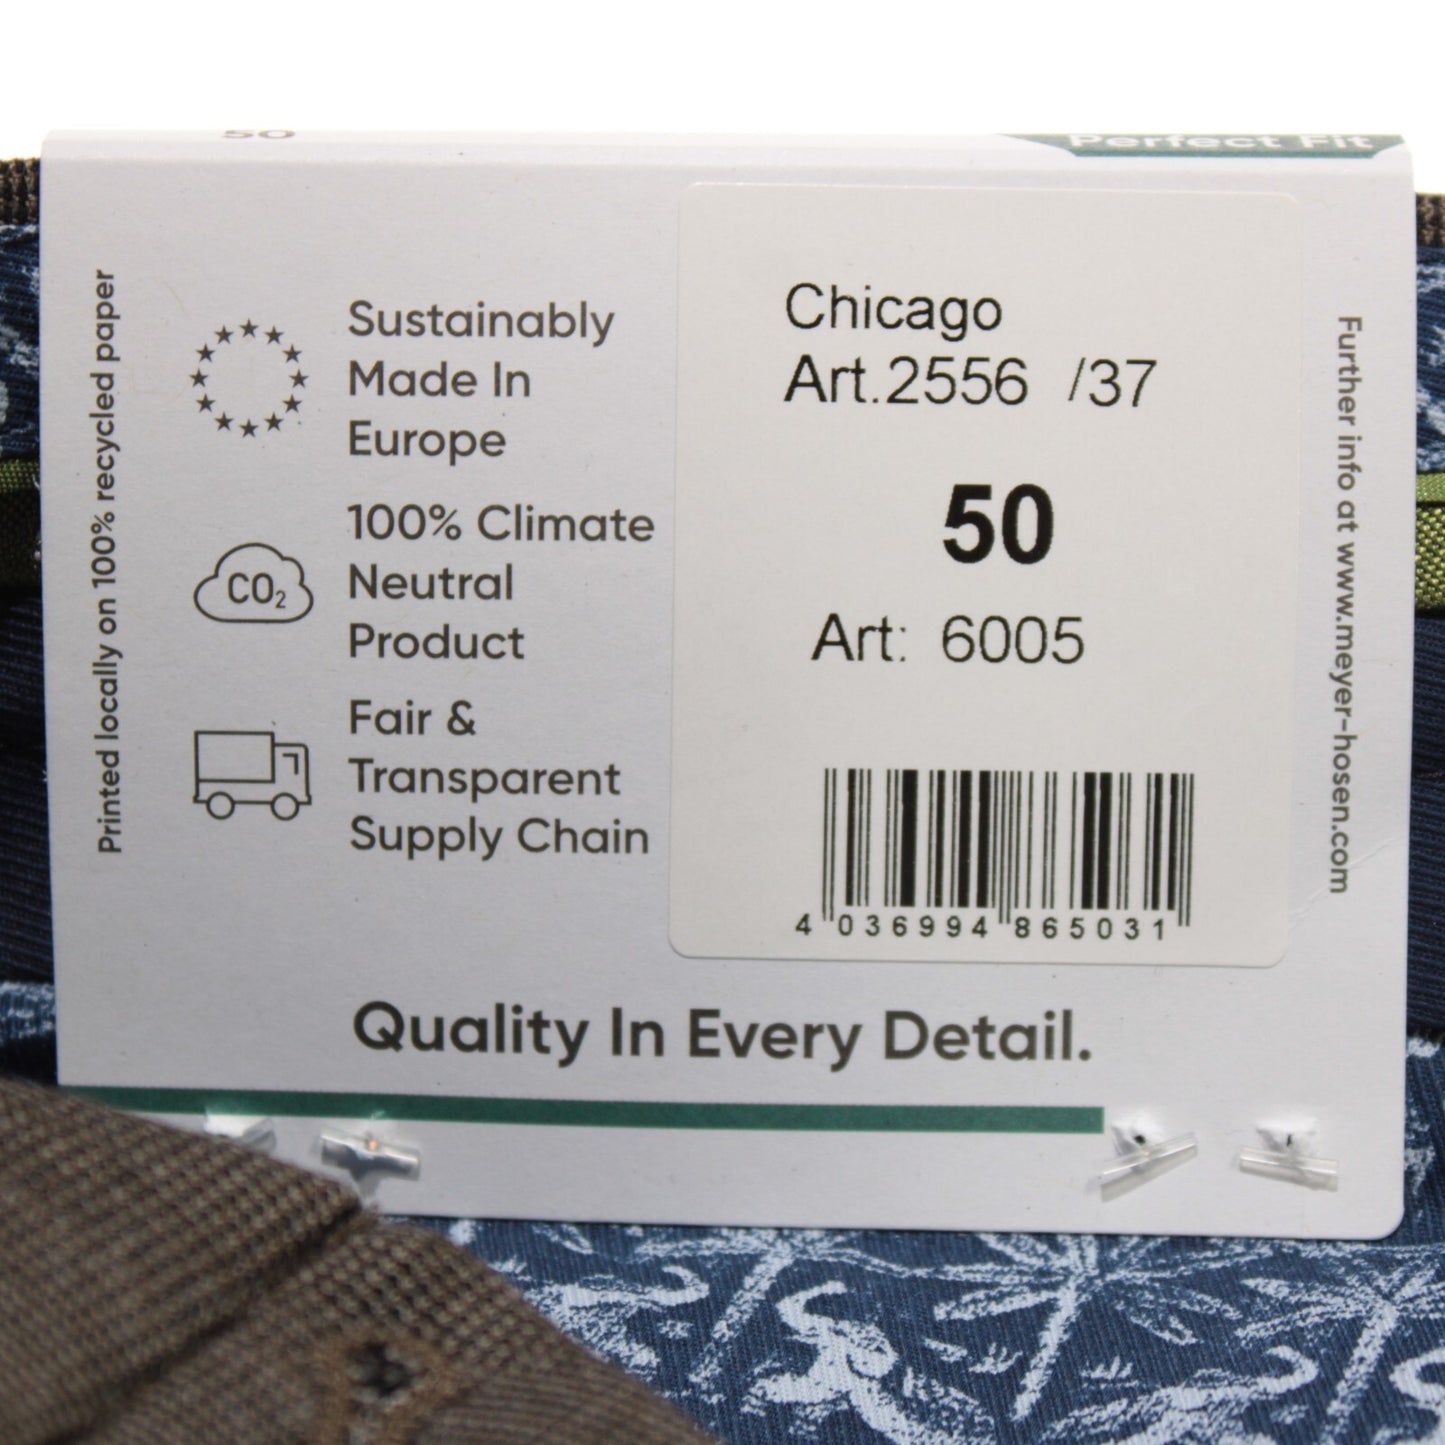 50
Perfect Fit
Printed locally on 100% recycled paper
Sustainably
Made In
Europe
CO2
100% Climate
Neutral
Product
Fair &
Transparent
Supply Chain
Chicago
Art.2556 /37
50
Art: 6005
4 036994 865031
Further info at www.meyer-hosen.com
Quality In Every Detail.